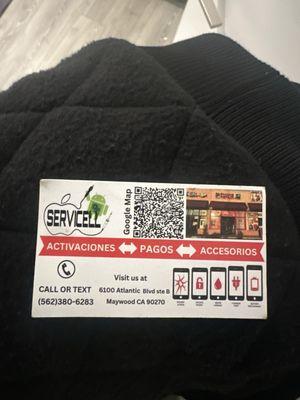 SERVICELL
Google Map
ACTIVACIONES PAGOS ACCESORIOS
CALL OR TEXT
(562)380-6283
Visit us at
6100 Atlantic Blvd ste B
Maywood CA 90270